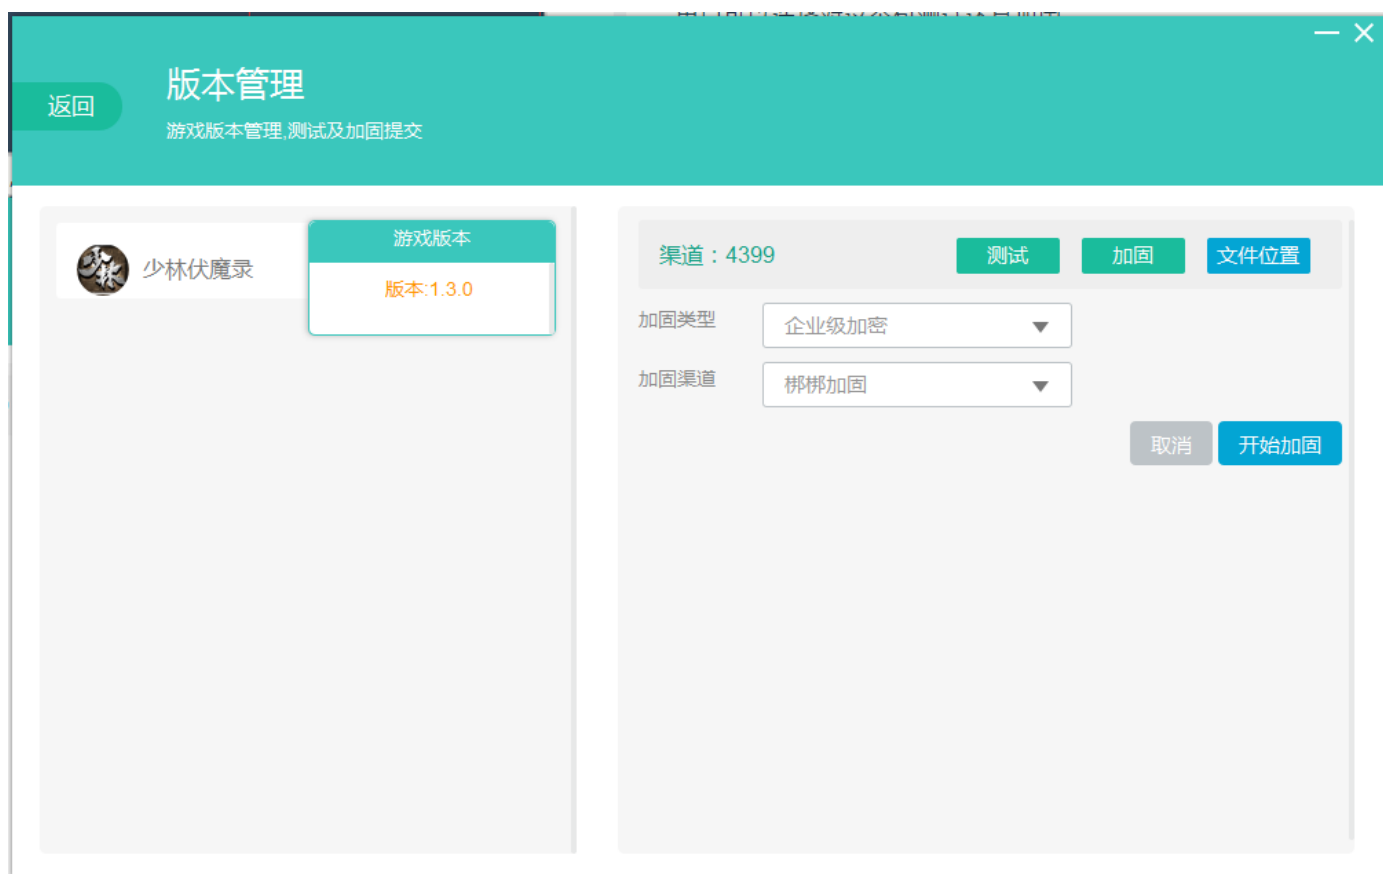 返回
版本管理
游戏版本管理,测试及加固提交
少林伏魔录
游戏版本
版本:1.3.0
渠道：4399
测试
加固
文件位置
加固类型
企业级加密
加固渠道
梆梆加固
取消
开始加固